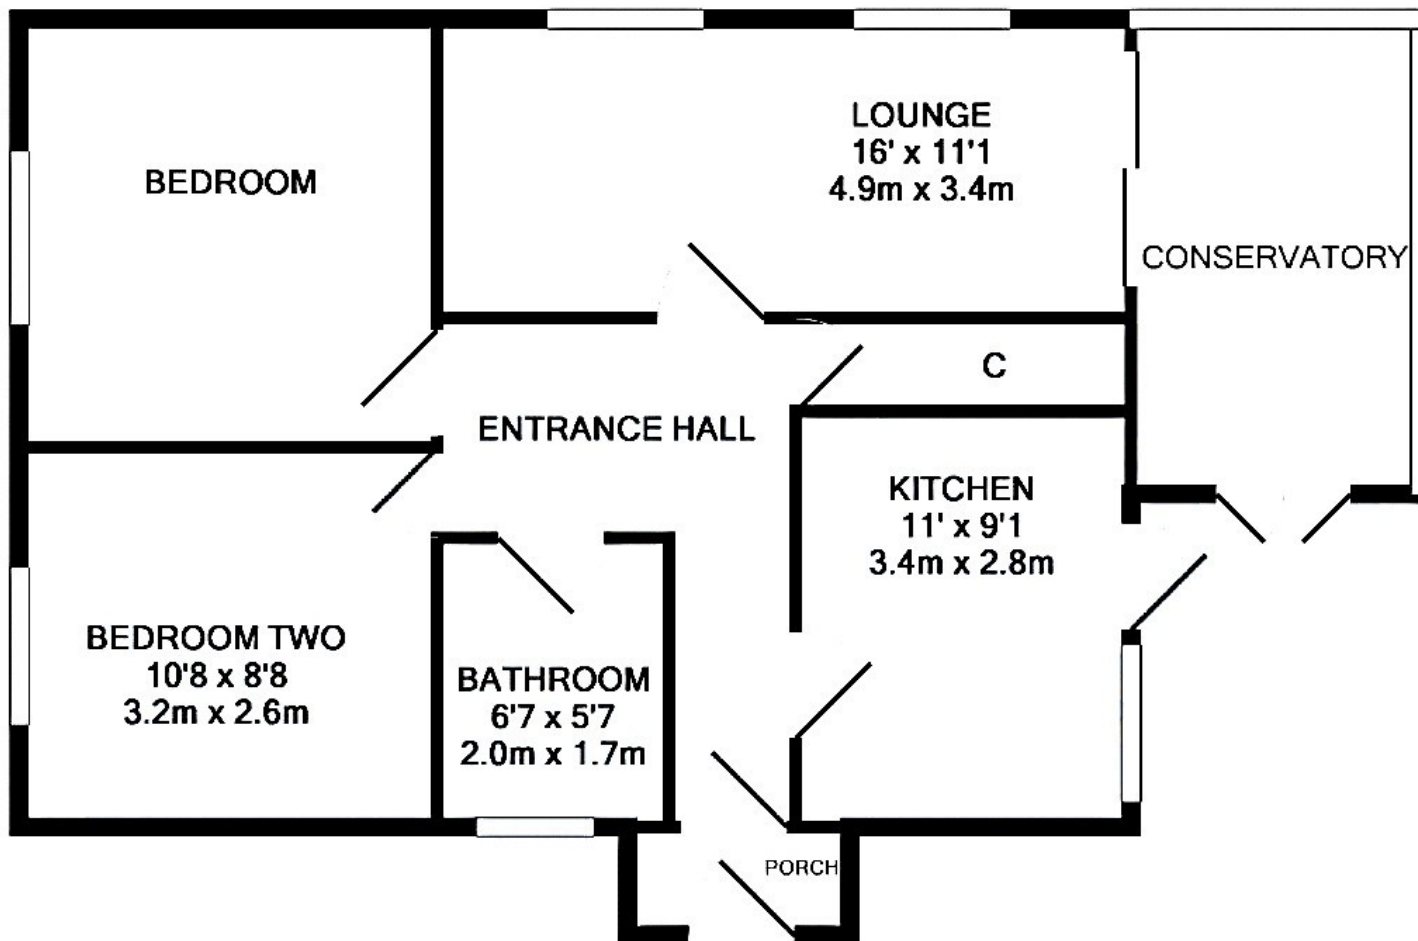 BEDROOM
LOUNGE
16' x 11'1
4.9m x 3.4m
CONSERVATORY
C
ENTRANCE HALL
KITCHEN
11' x 9'1
3.4m x 2.8m
BEDROOM TWO
10'8 x 8'8
3.2m x 2.6m
BATHROOM
6'7 x 5'7
2.0m x 1.7m
PORCH